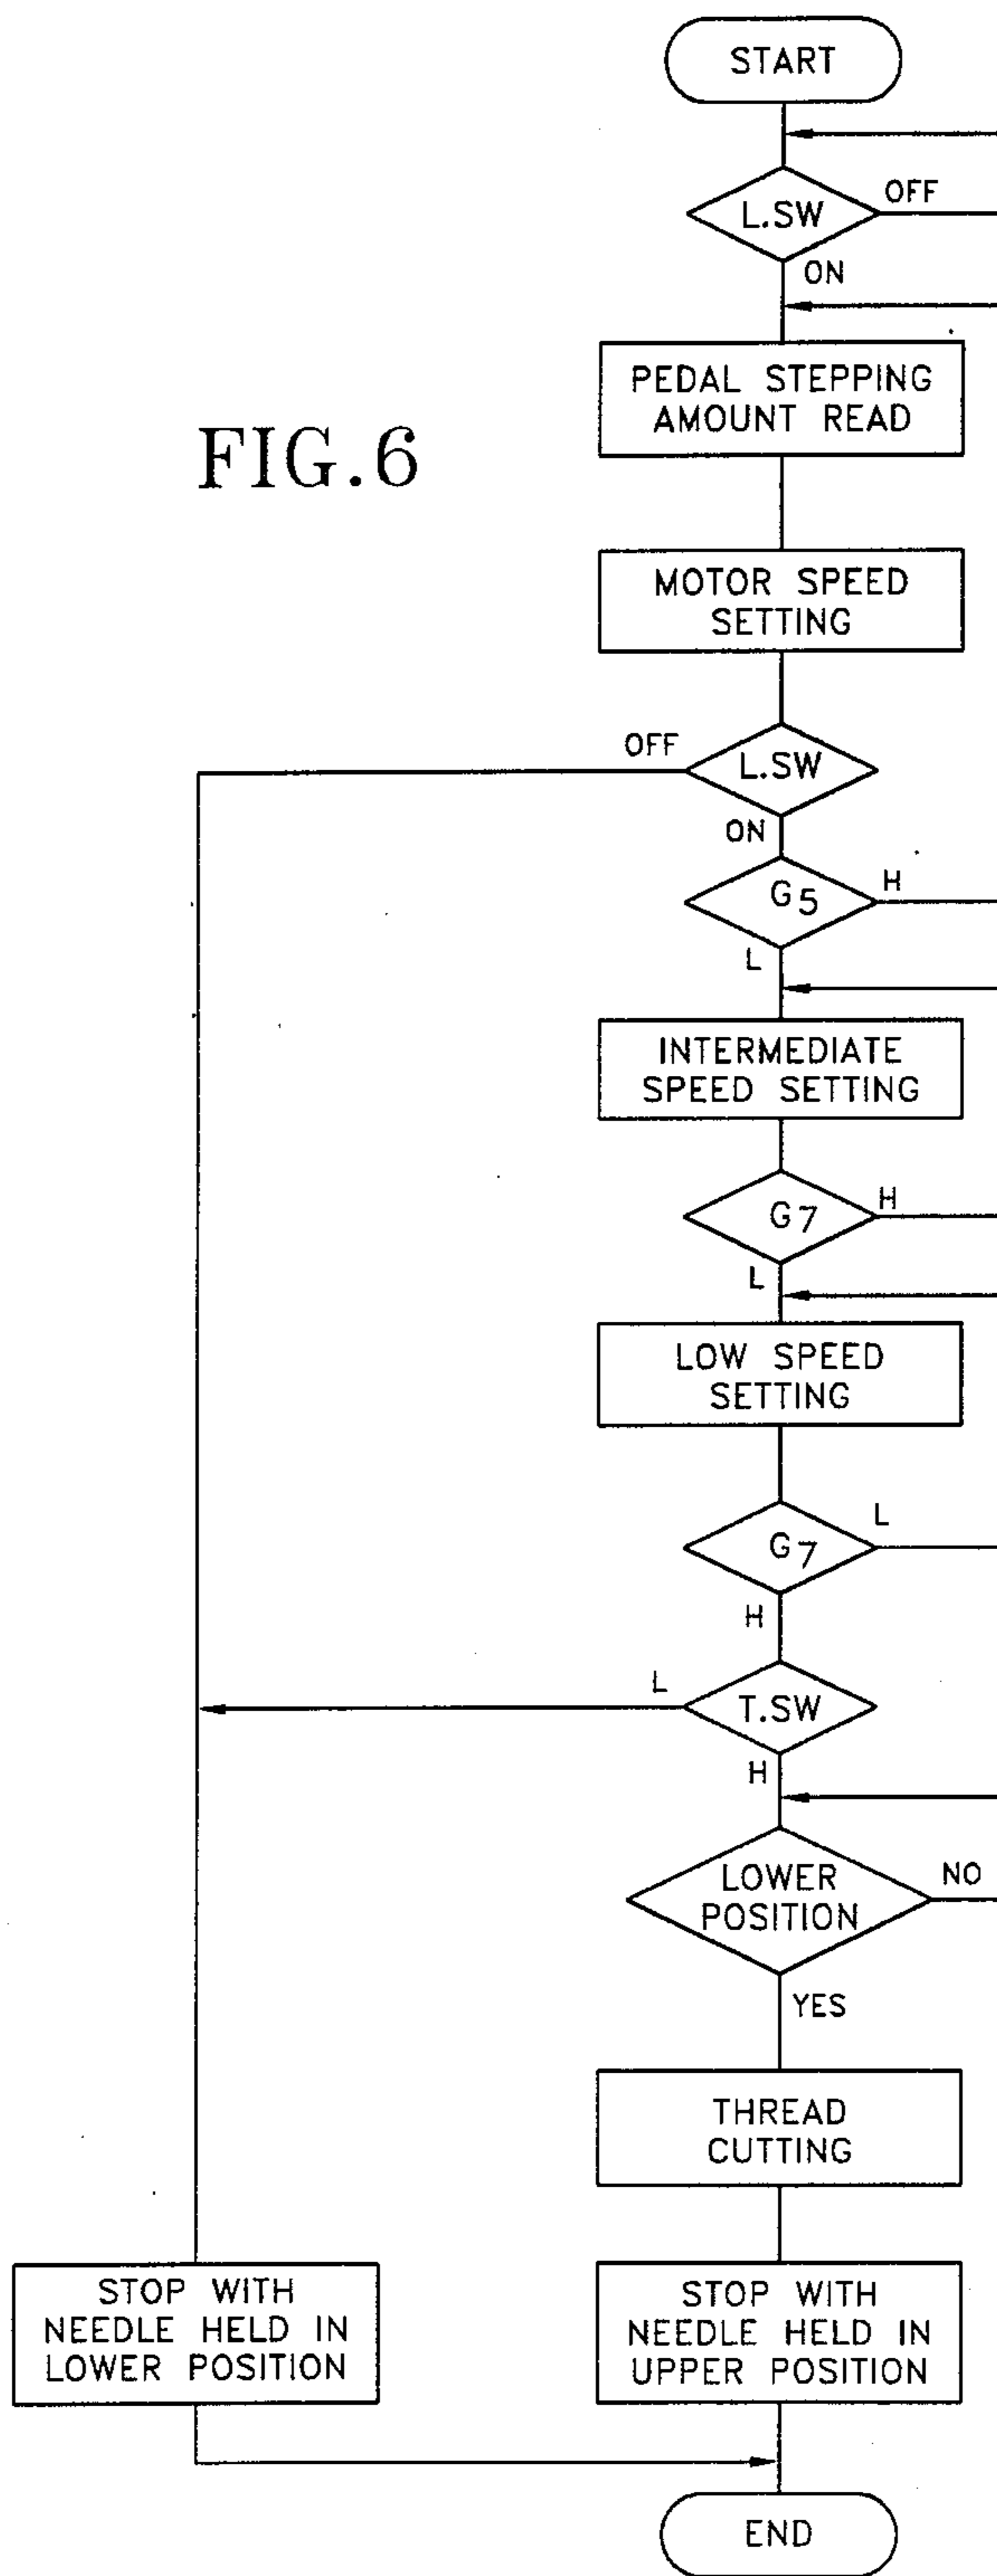 START
L.SW
OFF
ON
PEDAL STEPPING
AMOUNT READ
FIG.6
MOTOR SPEED
SETTING
OFF
L.SW
ON
G5
H
L
INTERMEDIATE
SPEED SETTING
G7
H
L
LOW SPEED
SETTING
G7
L
H
L
T.SW
H
LOWER
POSITION
NO
YES
THREAD
CUTTING
STOP WITH
NEEDLE HELD IN
LOWER POSITION
STOP WITH
NEEDLE HELD IN
UPPER POSITION
END